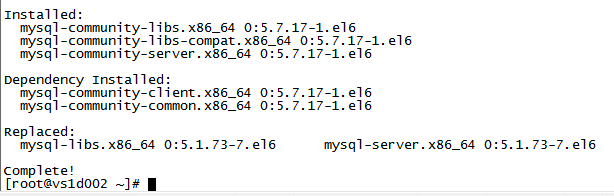 Installed:
  mysql-community-libs.x86_64 0:5.7.17-1.el6
  mysql-community-libs-compat.x86_64 0:5.7.17-1.el6
  mysql-community-server.x86_64 0:5.7.17-1.el6
Dependency Installed:
  mysql-community-client.x86_64 0:5.7.17-1.el6
  mysql-community-common.x86_64 0:5.7.17-1.el6
Replaced:
  mysql-libs.x86_64 0:5.1.73-7.el6      mysql-server.x86_64 0:5.1.73-7.el6
Complete!
[root@vs1d002 ~]#